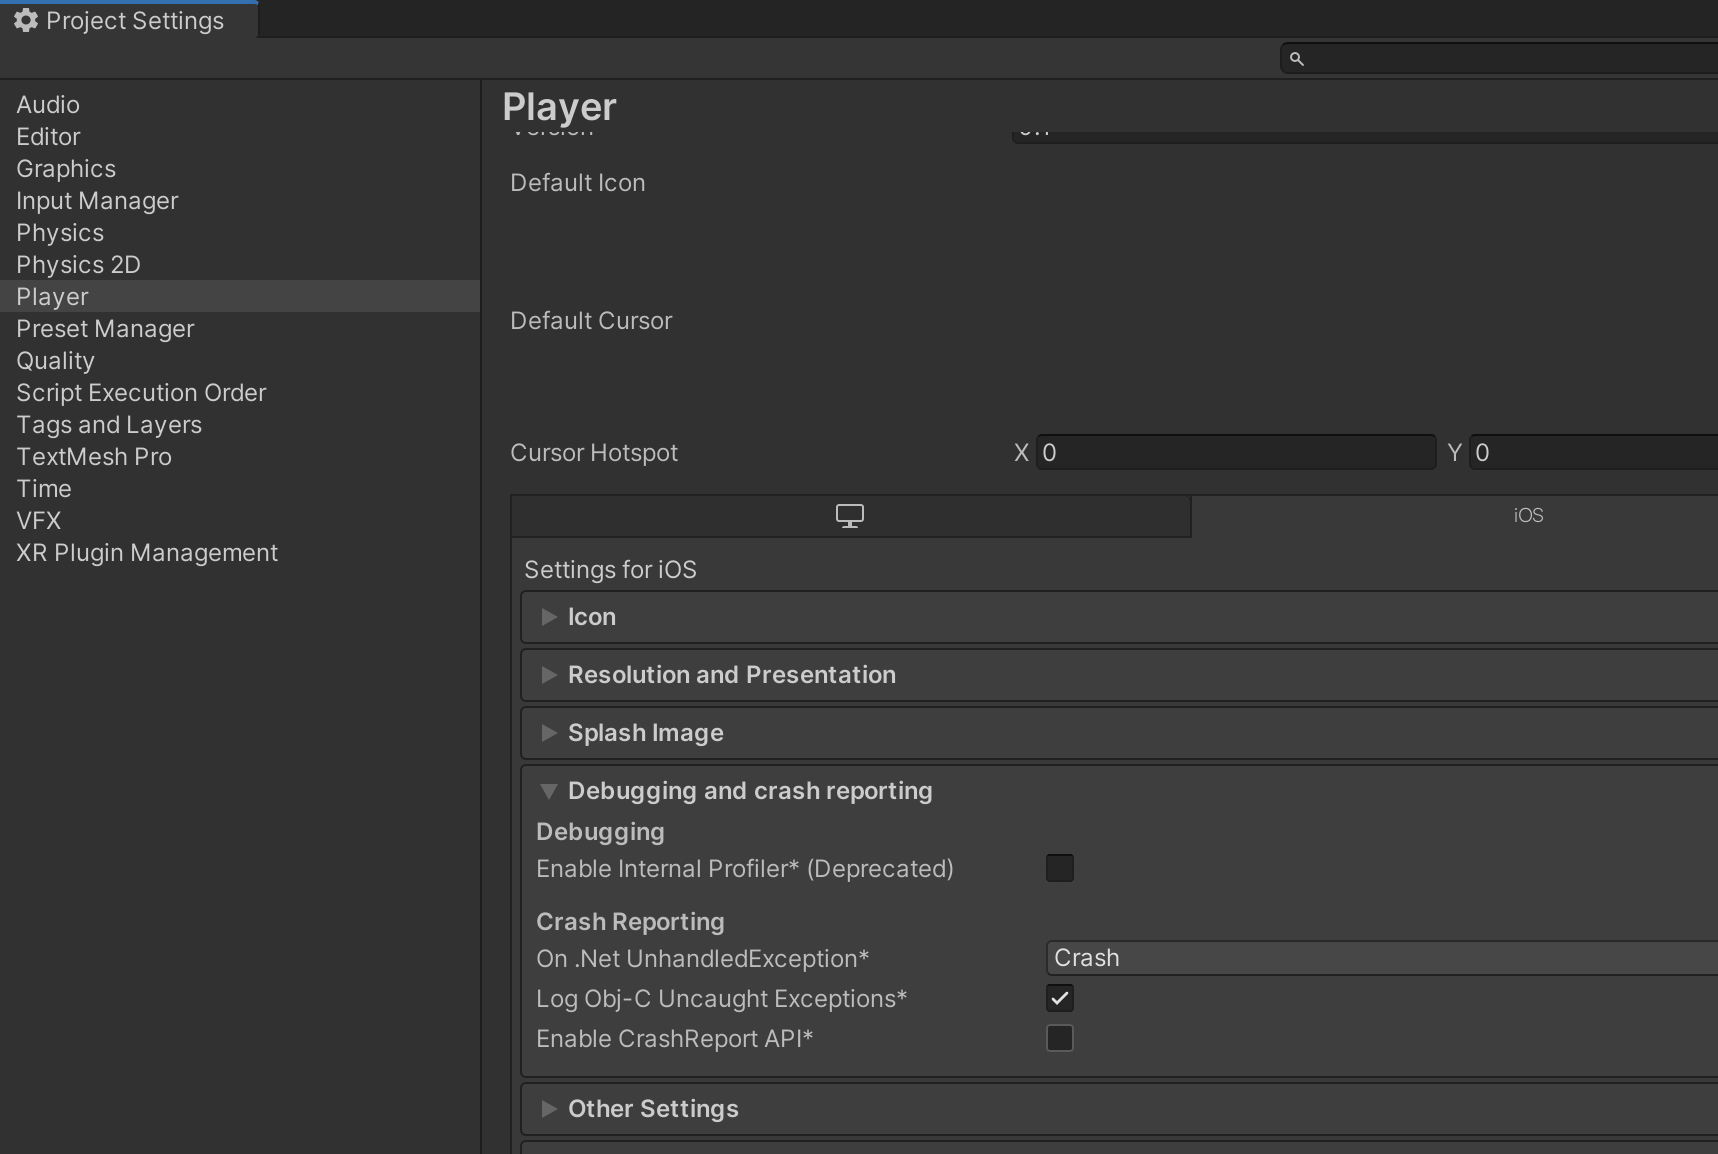 Project Settings
Audio
Editor
Graphics
Input Manager
Physics
Physics 2D
Player
Preset Manager
Quality
Script Execution Order
Tags and Layers
TextMesh Pro
Time
VFX
XR Plugin Management
Player
Version
Default Icon
Default Cursor
Cursor Hotspot X 0 Y 0
iOS
Settings for iOS
Icon
Resolution and Presentation
Splash Image
Debugging and crash reporting
Debugging
Enable Internal Profiler* (Deprecated)
Crash Reporting
On .Net UnhandledException* Crash
Log Obj-C Uncaught Exceptions*
Enable CrashReport API*
Other Settings